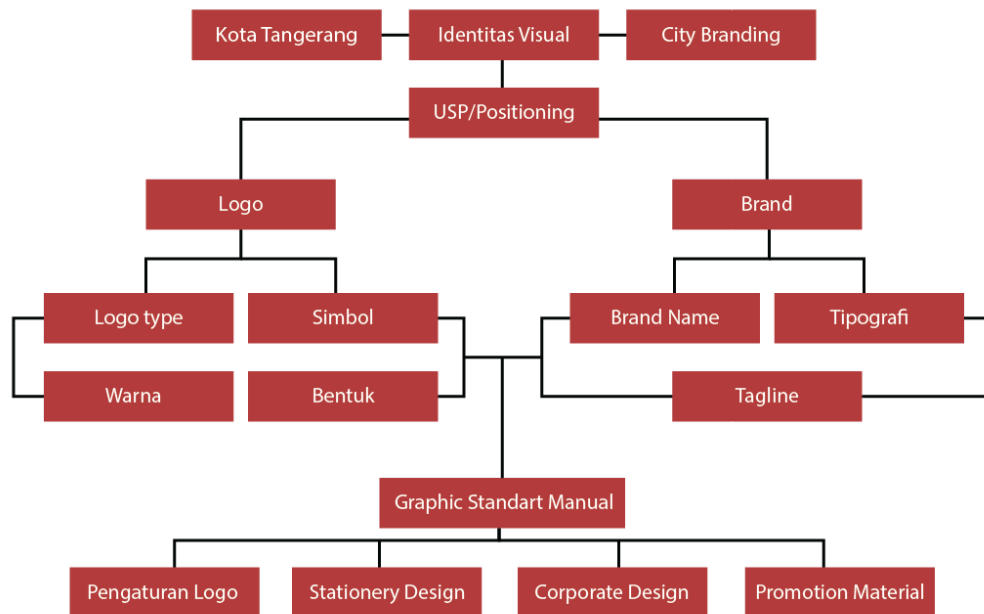 Kota Tangerang
Identitas Visual
City Branding
USP/Positioning
Logo
Brand
Logo type
Simbol
Brand Name
Tipografi
Warna
Bentuk
Tagline
Graphic Standart Manual
Pengaturan Logo
Stationery Design
Corporate Design
Promotion Material